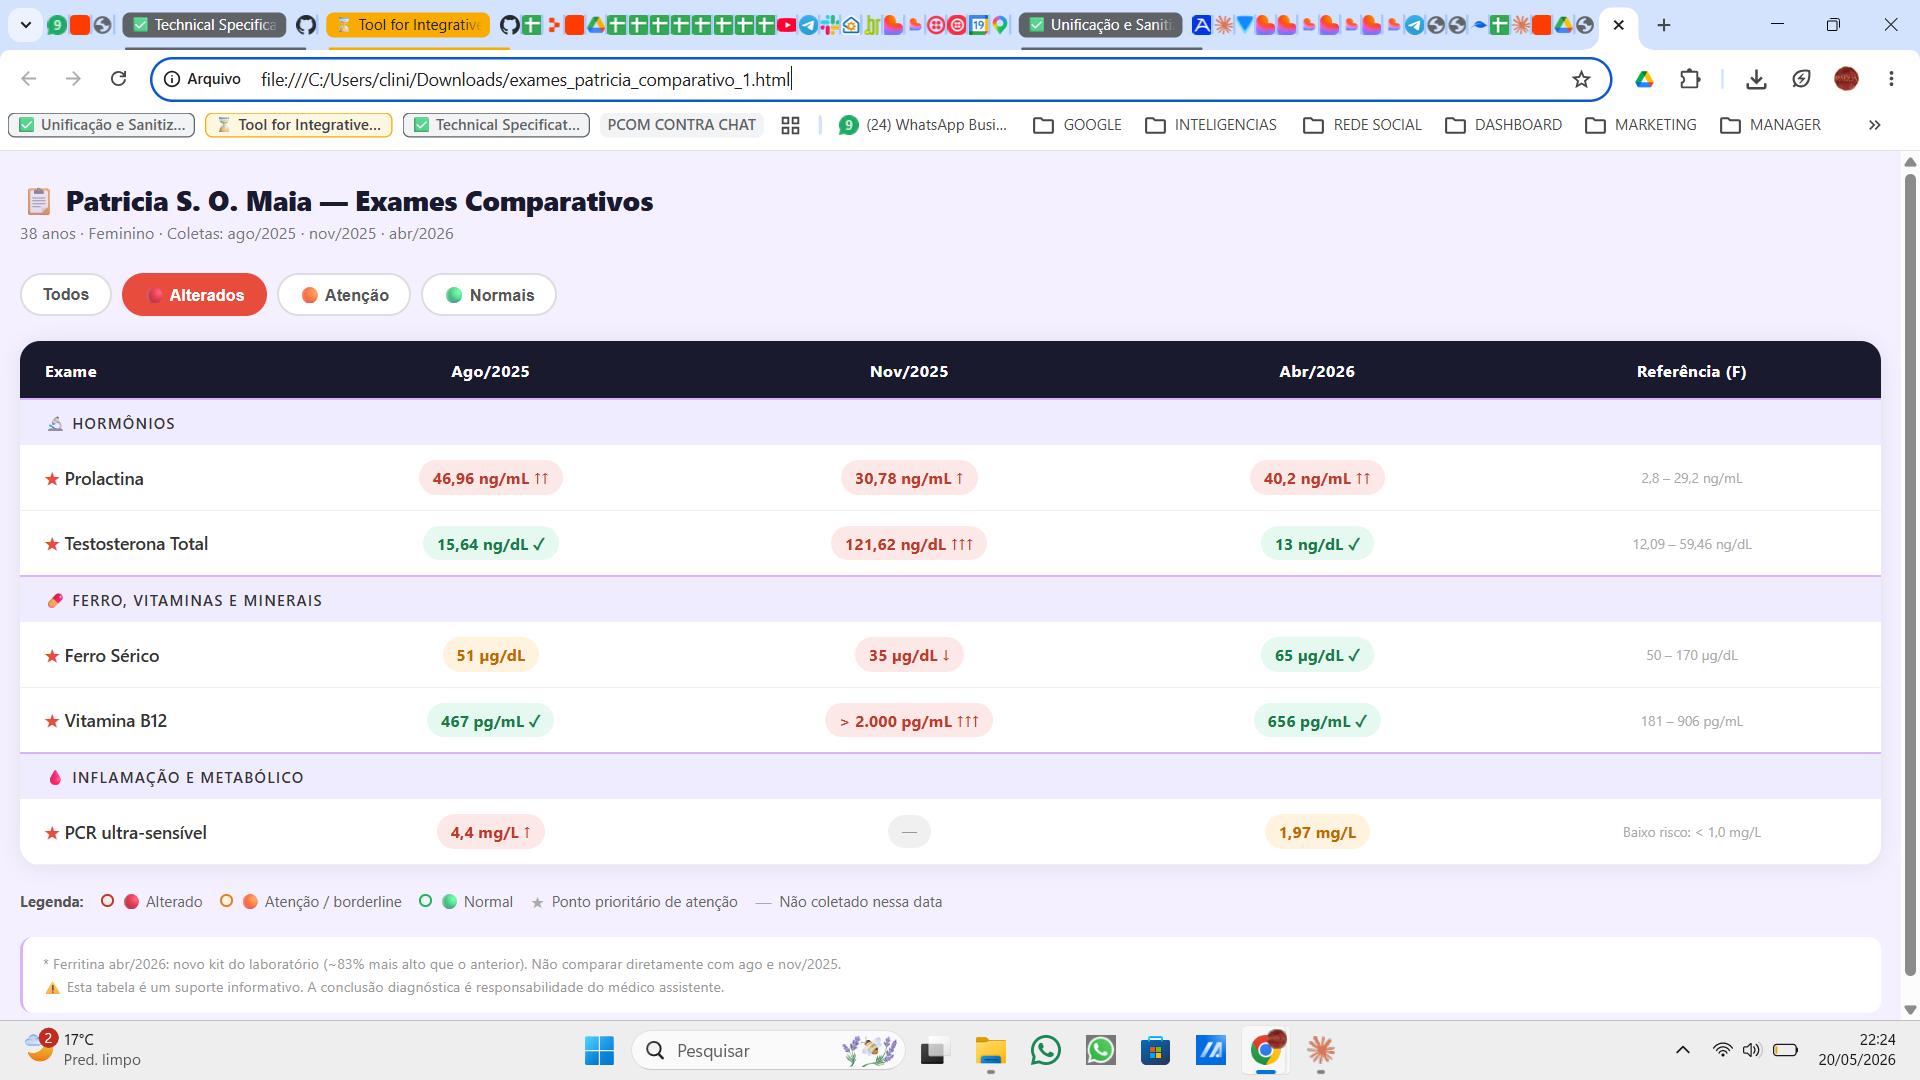 Technical Specifica
Tool for Integrative
Unificação e Saniti
Arquivo
file:///C:/Users/clini/Downloads/exames_patricia_comparativo_1.html
Unificação e Sanitiz...
Tool for Integrative...
Technical Specificat...
PCOM CONTRA CHAT
(24) WhatsApp Busi...
GOOGLE
INTELIGENCIAS
REDE SOCIAL
DASHBOARD
MARKETING
MANAGER
Patricia S. O. Maia — Exames Comparativos
38 anos · Feminino · Coletas: ago/2025 · nov/2025 · abr/2026
Todos
Alterados
Atenção
Normais
Exame Ago/2025 Nov/2025 Abr/2026 Referência (F)
HORMÔNIOS
★ Prolactina 46,96 ng/mL ↑↑ 30,78 ng/mL ↑ 40,2 ng/mL ↑↑ 2,8 – 29,2 ng/mL
★ Testosterona Total 15,64 ng/dL ✓ 121,62 ng/dL ↑↑↑ 13 ng/dL ✓ 12,09 – 59,46 ng/dL
FERRO, VITAMINAS E MINERAIS
★ Ferro Sérico 51 µg/dL 35 µg/dL ↓ 65 µg/dL ✓ 50 – 170 µg/dL
★ Vitamina B12 467 pg/mL ✓ > 2.000 pg/mL ↑↑↑ 656 pg/mL ✓ 181 – 906 pg/mL
INFLAMAÇÃO E METABÓLICO
★ PCR ultra-sensível 4,4 mg/L ↑ — 1,97 mg/L Baixo risco: < 1,0 mg/L
Legenda: Alterado Atenção / borderline Normal ★ Ponto prioritário de atenção — Não coletado nessa data
* Ferritina abr/2026: novo kit do laboratório (~83% mais alto que o anterior). Não comparar diretamente com ago e nov/2025.
⚠ Esta tabela é um suporte informativo. A conclusão diagnóstica é responsabilidade do médico assistente.
2
17°C
Pred. limpo
Pesquisar
22:24
20/05/2026